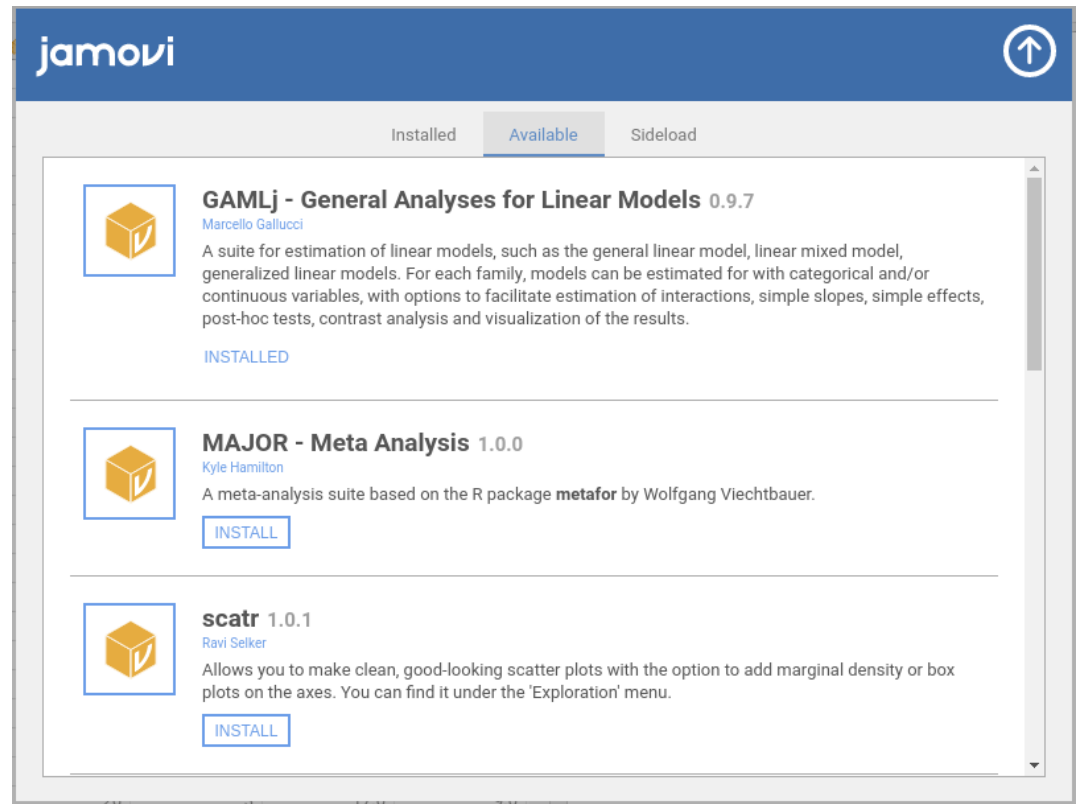 jamovi
Installed Available Sideload
GAMLj - General Analyses for Linear Models 0.9.7
Marcello Gallucci
A suite for estimation of linear models, such as the general linear model, linear mixed model,
generalized linear models. For each family, models can be estimated for with categorical and/or
continuous variables, with options to facilitate estimation of interactions, simple slopes, simple effects,
post-hoc tests, contrast analysis and visualization of the results.
INSTALLED
MAJOR - Meta Analysis 1.0.0
Kyle Hamilton
A meta-analysis suite based on the R package metafor by Wolfgang Viechtbauer.
INSTALL
scatr 1.0.1
Ravi Selker
Allows you to make clean, good-looking scatter plots with the option to add marginal density or box
plots on the axes. You can find it under the 'Exploration' menu.
INSTALL